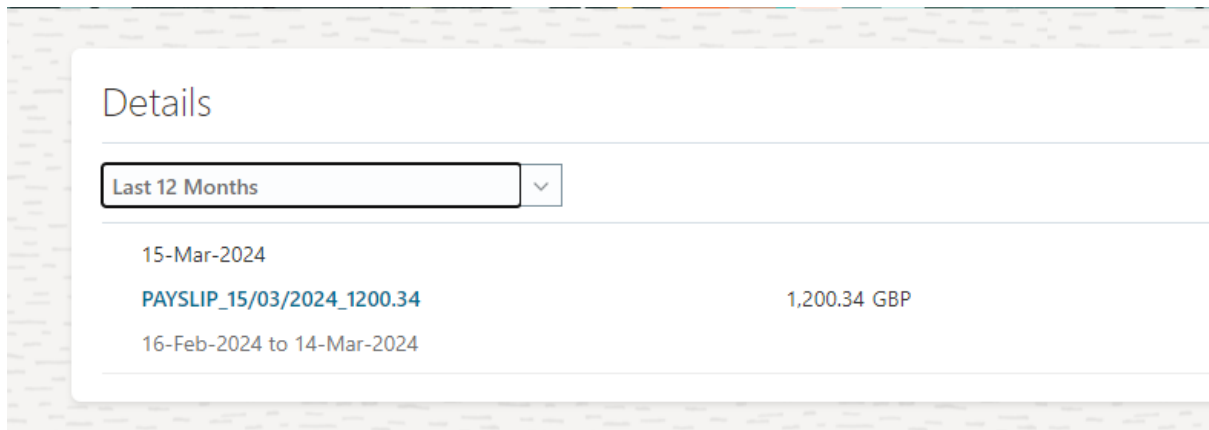 Details
Last 12 Months
15-Mar-2024
PAYSLIP_15/03/2024_1200.34 1,200.34 GBP
16-Feb-2024 to 14-Mar-2024